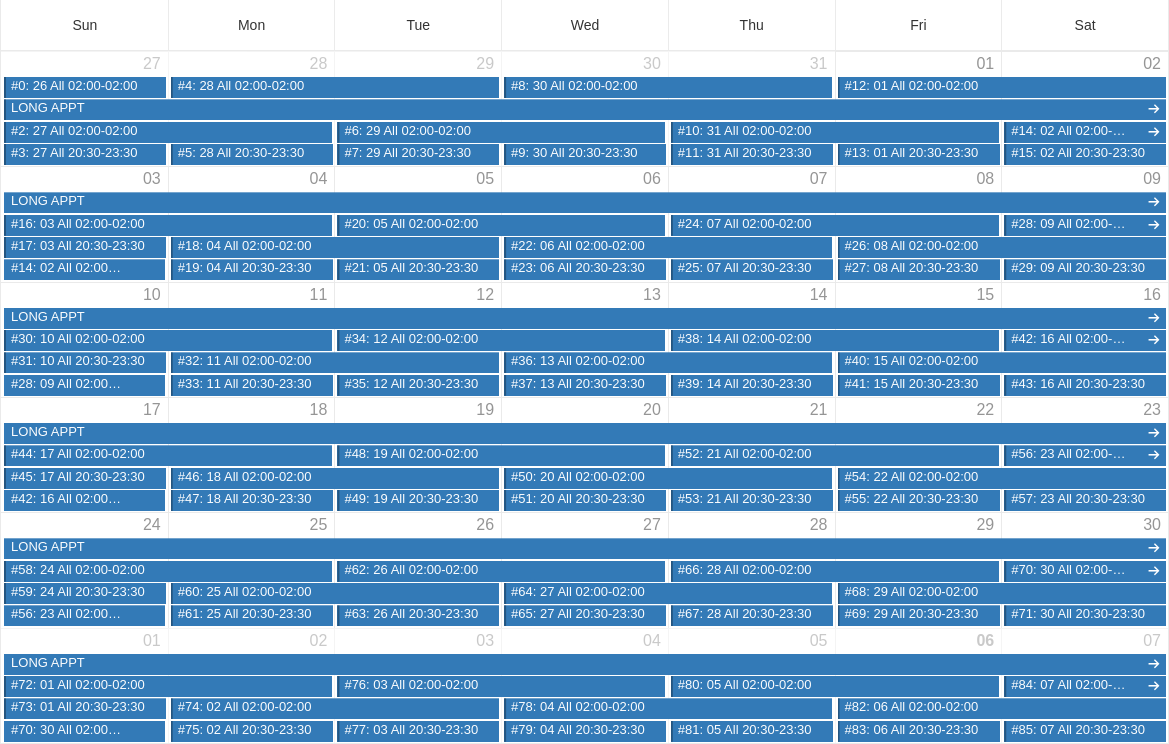 Sun Mon Tue Wed Thu Fri Sat
27 28 29 30 31 01 02
#0: 26 All 02:00-02:00 #4: 28 All 02:00-02:00 #8: 30 All 02:00-02:00 #12: 01 All 02:00-02:00
LONG APPT
#2: 27 All 02:00-02:00 #6: 29 All 02:00-02:00 #10: 31 All 02:00-02:00 #14: 02 All 02:00-…
#3: 27 All 20:30-23:30 #5: 28 All 20:30-23:30 #7: 29 All 20:30-23:30 #9: 30 All 20:30-23:30 #11: 31 All 20:30-23:30 #13: 01 All 20:30-23:30 #15: 02 All 20:30-23:30
03 04 05 06 07 08 09
LONG APPT
#16: 03 All 02:00-02:00 #20: 05 All 02:00-02:00 #24: 07 All 02:00-02:00 #28: 09 All 02:00-…
#17: 03 All 20:30-23:30 #18: 04 All 02:00-02:00 #22: 06 All 02:00-02:00 #26: 08 All 02:00-02:00
#14: 02 All 02:00… #19: 04 All 20:30-23:30 #21: 05 All 20:30-23:30 #23: 06 All 20:30-23:30 #25: 07 All 20:30-23:30 #27: 08 All 20:30-23:30 #29: 09 All 20:30-23:30
10 11 12 13 14 15 16
LONG APPT
#30: 10 All 02:00-02:00 #34: 12 All 02:00-02:00 #38: 14 All 02:00-02:00 #42: 16 All 02:00-…
#31: 10 All 20:30-23:30 #32: 11 All 02:00-02:00 #36: 13 All 02:00-02:00 #40: 15 All 02:00-02:00
#28: 09 All 02:00… #33: 11 All 20:30-23:30 #35: 12 All 20:30-23:30 #37: 13 All 20:30-23:30 #39: 14 All 20:30-23:30 #41: 15 All 20:30-23:30 #43: 16 All 20:30-23:30
17 18 19 20 21 22 23
LONG APPT
#44: 17 All 02:00-02:00 #48: 19 All 02:00-02:00 #52: 21 All 02:00-02:00 #56: 23 All 02:00-…
#45: 17 All 20:30-23:30 #46: 18 All 02:00-02:00 #50: 20 All 02:00-02:00 #54: 22 All 02:00-02:00
#42: 16 All 02:00… #47: 18 All 20:30-23:30 #49: 19 All 20:30-23:30 #51: 20 All 20:30-23:30 #53: 21 All 20:30-23:30 #55: 22 All 20:30-23:30 #57: 23 All 20:30-23:30
24 25 26 27 28 29 30
LONG APPT
#58: 24 All 02:00-02:00 #62: 26 All 02:00-02:00 #66: 28 All 02:00-02:00 #70: 30 All 02:00-…
#59: 24 All 20:30-23:30 #60: 25 All 02:00-02:00 #64: 27 All 02:00-02:00 #68: 29 All 02:00-02:00
#56: 23 All 02:00… #61: 25 All 20:30-23:30 #63: 26 All 20:30-23:30 #65: 27 All 20:30-23:30 #67: 28 All 20:30-23:30 #69: 29 All 20:30-23:30 #71: 30 All 20:30-23:30
01 02 03 04 05 06 07
LONG APPT
#72: 01 All 02:00-02:00 #76: 03 All 02:00-02:00 #80: 05 All 02:00-02:00 #84: 07 All 02:00-…
#73: 01 All 20:30-23:30 #74: 02 All 02:00-02:00 #78: 04 All 02:00-02:00 #82: 06 All 02:00-02:00
#70: 30 All 02:00… #75: 02 All 20:30-23:30 #77: 03 All 20:30-23:30 #79: 04 All 20:30-23:30 #81: 05 All 20:30-23:30 #83: 06 All 20:30-23:30 #85: 07 All 20:30-23:30